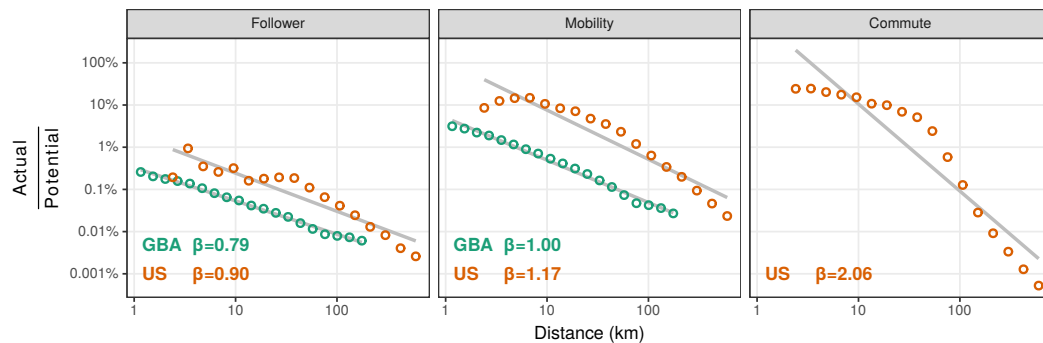 Follower
Mobility
Commute
Actual
Potential
100%
10%
1%
0.1%
0.01%
0.001%
GBA β=0.79
US β=0.90
GBA β=1.00
US β=1.17
US β=2.06
1 10 100
1 10 100
1 10 100
Distance (km)